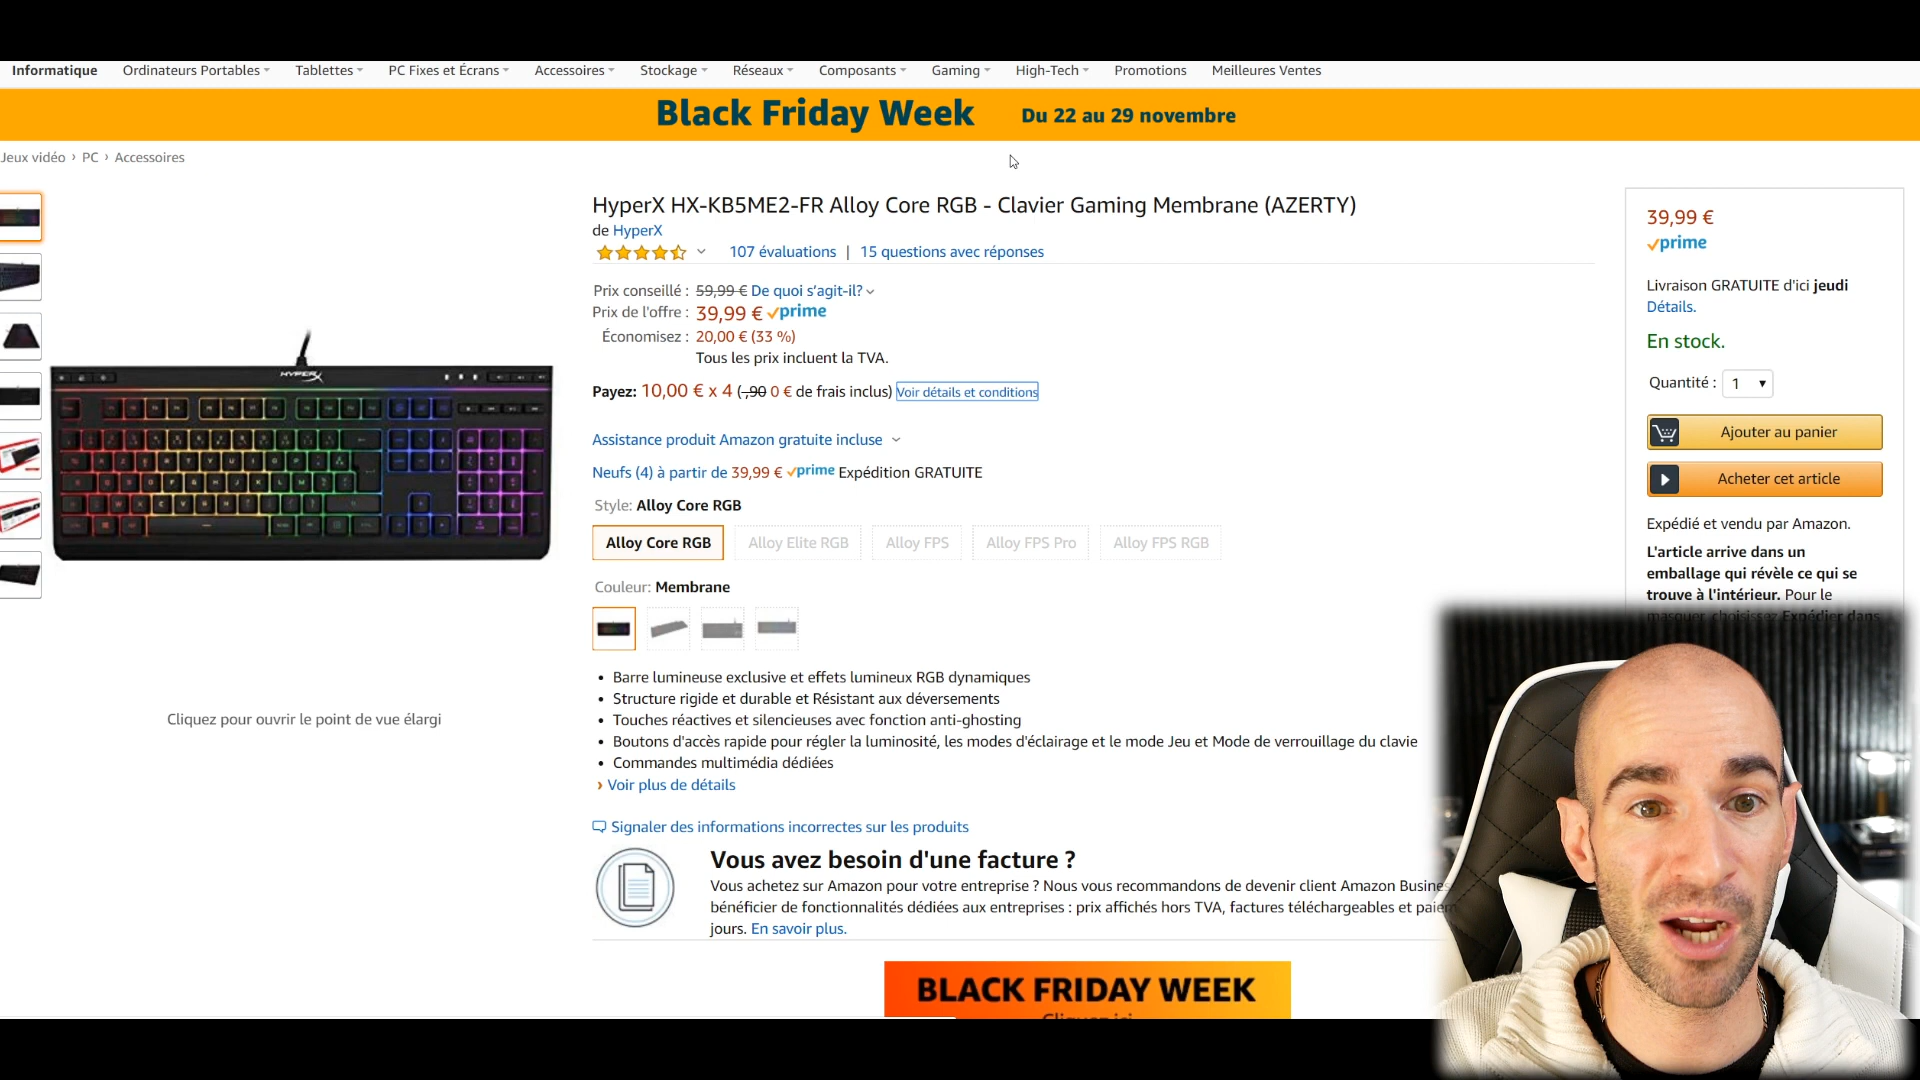 Informatique Ordinateurs Portables Tablettes PC Fixes et Écrans Accessoires Stockage Réseaux Composants Gaming High-Tech Promotions Meilleures Ventes
Black Friday Week Du 22 au 29 novembre
Jeux vidéo › PC › Accessoires
HYPERX
Cliquez pour ouvrir le point de vue élargi
HyperX HX-KB5ME2-FR Alloy Core RGB - Clavier Gaming Membrane (AZERTY)
de HyperX
107 évaluations | 15 questions avec réponses
Prix conseillé : 59,99 € De quoi s’agit-il?
Prix de l'offre : 39,99 € prime
Économisez : 20,00 € (33 %)
Tous les prix incluent la TVA.
Payez: 10,00 € x 4 (,90 0 € de frais inclus) Voir détails et conditions
Assistance produit Amazon gratuite incluse
Neufs (4) à partir de 39,99 € prime Expédition GRATUITE
Style: Alloy Core RGB
Alloy Core RGB Alloy Elite RGB Alloy FPS Alloy FPS Pro Alloy FPS RGB
Couleur: Membrane
• Barre lumineuse exclusive et effets lumineux RGB dynamiques
• Structure rigide et durable et Résistant aux déversements
• Touches réactives et silencieuses avec fonction anti-ghosting
• Boutons d'accès rapide pour régler la luminosité, les modes d'éclairage et le mode Jeu et Mode de verrouillage du clavie
• Commandes multimédia dédiées
› Voir plus de détails
Signaler des informations incorrectes sur les produits
Vous avez besoin d'une facture ?
Vous achetez sur Amazon pour votre entreprise ? Nous vous recommandons de devenir client Amazon Busine
bénéficier de fonctionnalités dédiées aux entreprises : prix affichés hors TVA, factures téléchargeables et paiem
jours. En savoir plus.
BLACK FRIDAY WEEK
Cliquez ici
39,99 €
prime
Livraison GRATUITE d'ici jeudi
Détails.
En stock.
Quantité : 1
Ajouter au panier
Acheter cet article
Expédié et vendu par Amazon.
L'article arrive dans un
emballage qui révèle ce qui se
trouve à l'intérieur. Pour le
masquer, choisissez Expédier dans